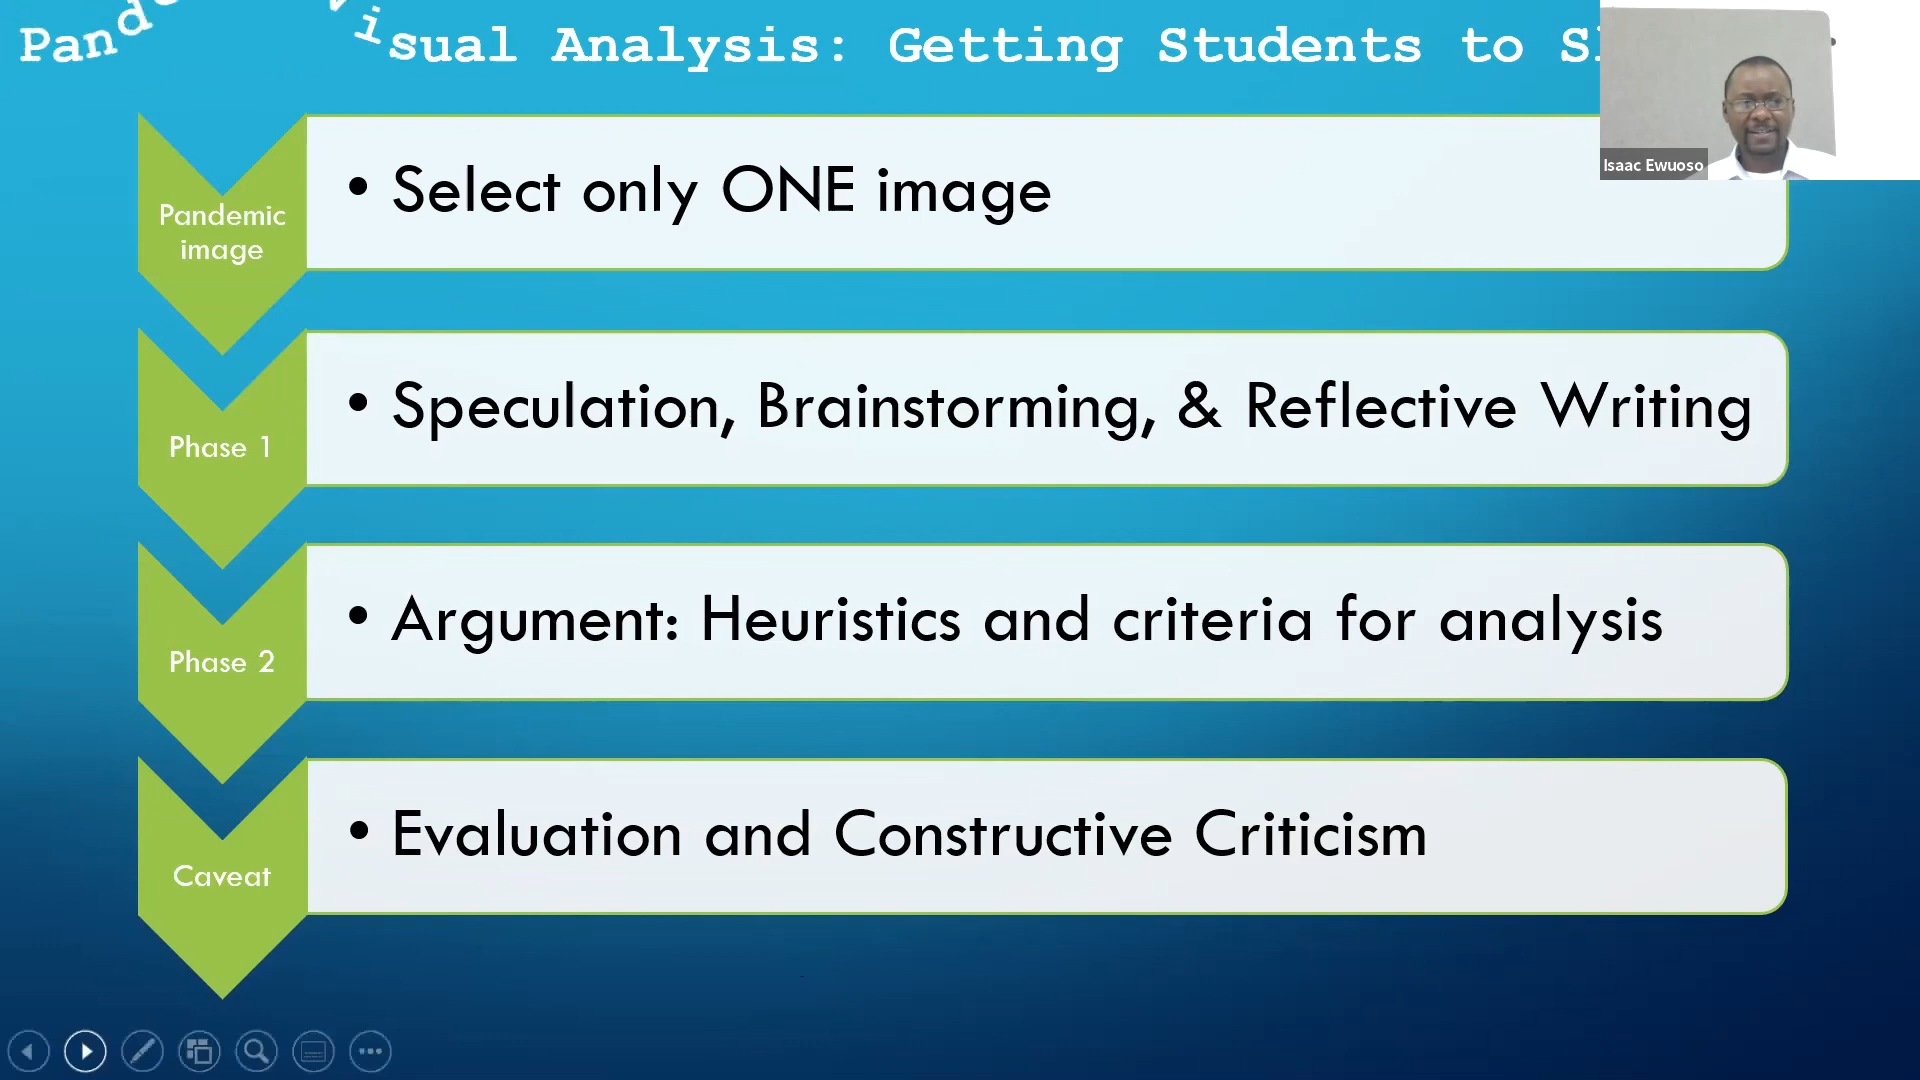 sual Analysis: Getting Students to
Isaac Ewuoso
Pandemic
image
• Select only ONE image
Phase 1
• Speculation, Brainstorming, & Reflective Writing
Phase 2
• Argument: Heuristics and criteria for analysis
Caveat
• Evaluation and Constructive Criticism